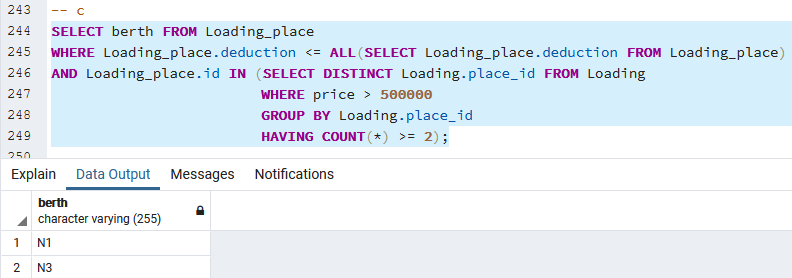 243 -- c
244 SELECT berth FROM Loading_place
245 WHERE Loading_place.deduction <= ALL(SELECT Loading_place.deduction FROM Loading_place)
246 AND Loading_place.id IN (SELECT DISTINCT Loading.place_id FROM Loading
247 WHERE price > 500000
248 GROUP BY Loading.place_id
249 HAVING COUNT(*) >= 2);
250
Explain Data Output Messages Notifications
berth
character varying (255)
1 N1
2 N3